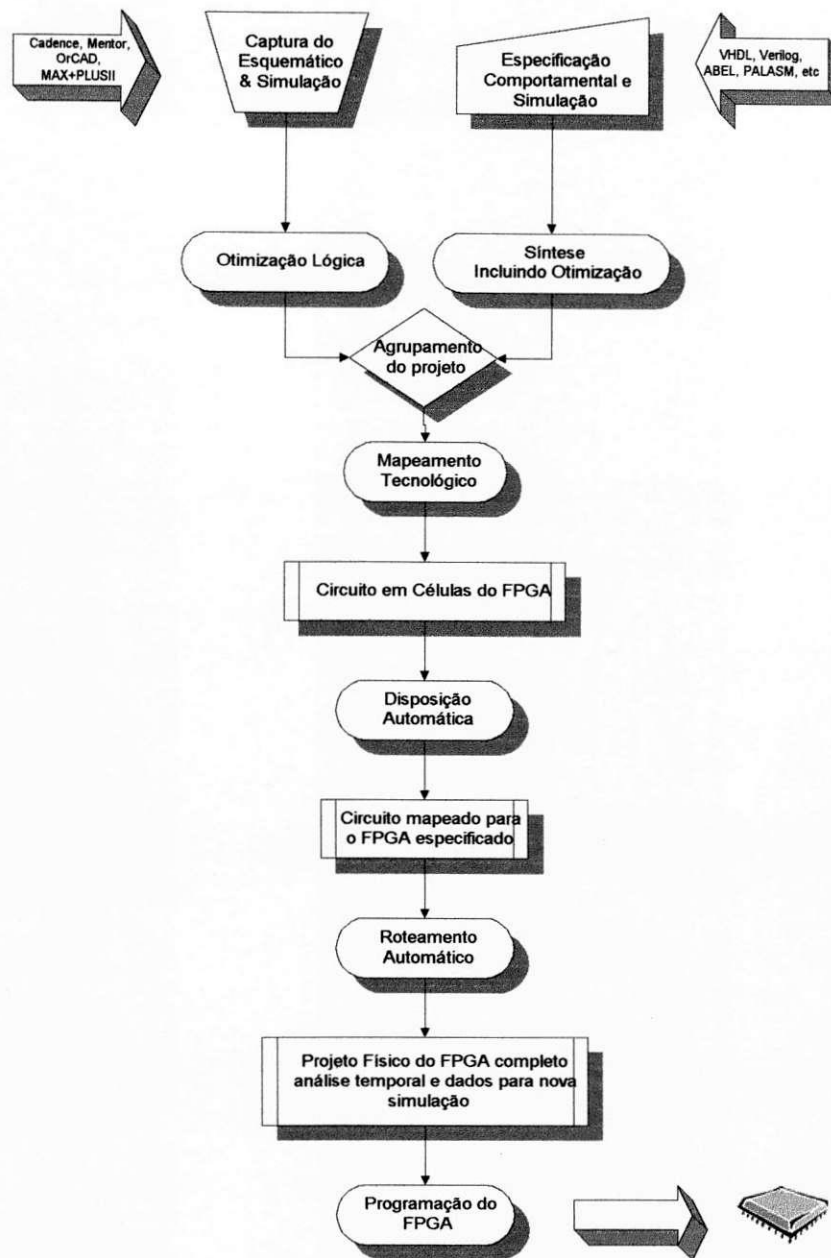 Cadence, Mentor,
OrCAD,
MAX+PLUSII
Captura do
Esquemático
& Simulação
Especificação
Comportamental e
Simulação
VHDL, Verilog,
ABEL, PALASM, etc
Otimização Lógica
Síntese
Incluindo Otimização
Agrupamento
do projeto
Mapeamento
Tecnológico
Circuito em Células do FPGA
Disposição
Automática
Circuito mapeado para
o FPGA especificado
Roteamento
Automático
Projeto Físico do FPGA completo
análise temporal e dados para nova
simulação
Programação do
FPGA